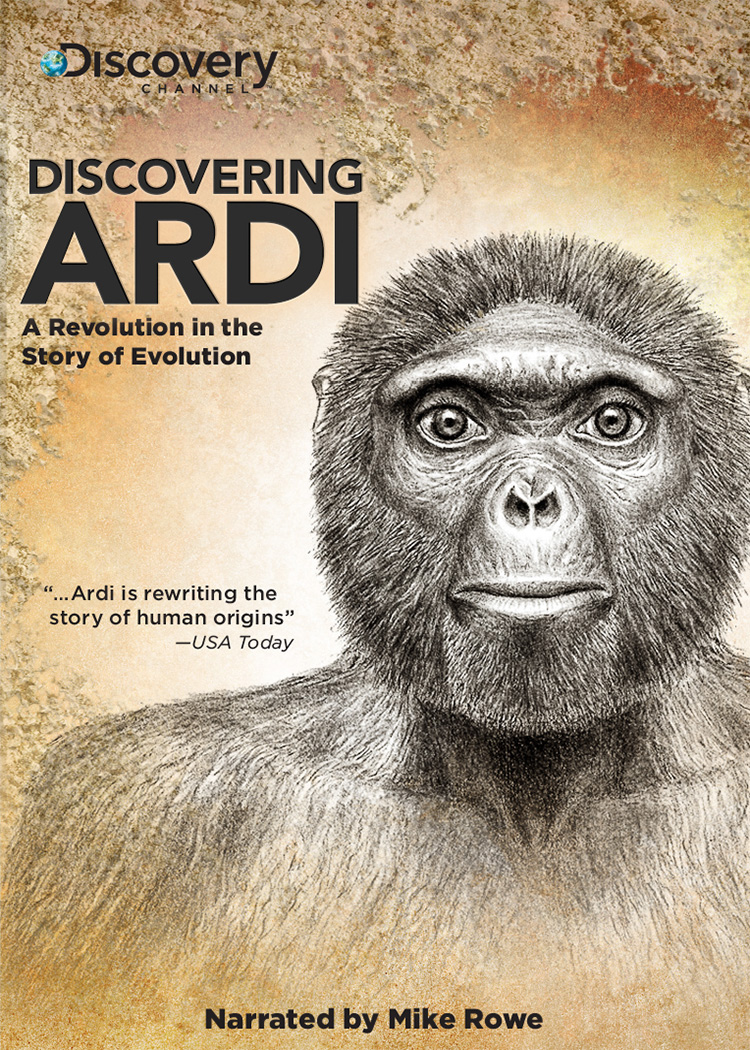 Discovery
CHANNEL
DISCOVERING
ARDI
A Revolution in the
Story of Evolution
“...Ardi is rewriting the
story of human origins”
—USA Today
Narrated by Mike Rowe